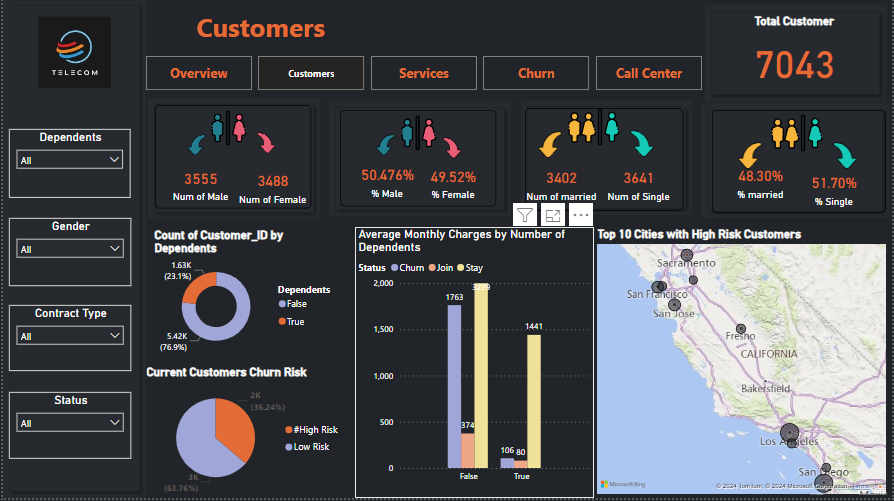 Customers
Total Customer
7043
TELECOM
Overview
Customers
Services
Churn
Call Center
Dependents
All
Gender
All
Contract Type
All
Status
All
3555
Num of Male
3488
Num of Female
50.476%
% Male
49.52%
% Female
3402
Num of married
3641
Num of Single
48.30%
% married
51.70%
% Single
Count of Customer_ID by
Dependents
1.63K
(23.1%)
5.42K
(76.9%)
Dependents
False
True
Current Customers Churn Risk
2K
(36.24%)
3K
(63.76%)
#High Risk
Low Risk
Average Monthly Charges by Number of
Dependents
Status Churn Join Stay
2,000
1,500
1,000
500
0
1763
374
3279
106
80
1441
False
True
Top 10 Cities with High Risk Customers
Sacramento
San Francisco
San Jose
Fresno
CALIFORNIA
Bakersfield
Los Angeles
San Diego
Microsoft Bing
© 2024 TomTom, © 2024 Microsoft Corporation Terms